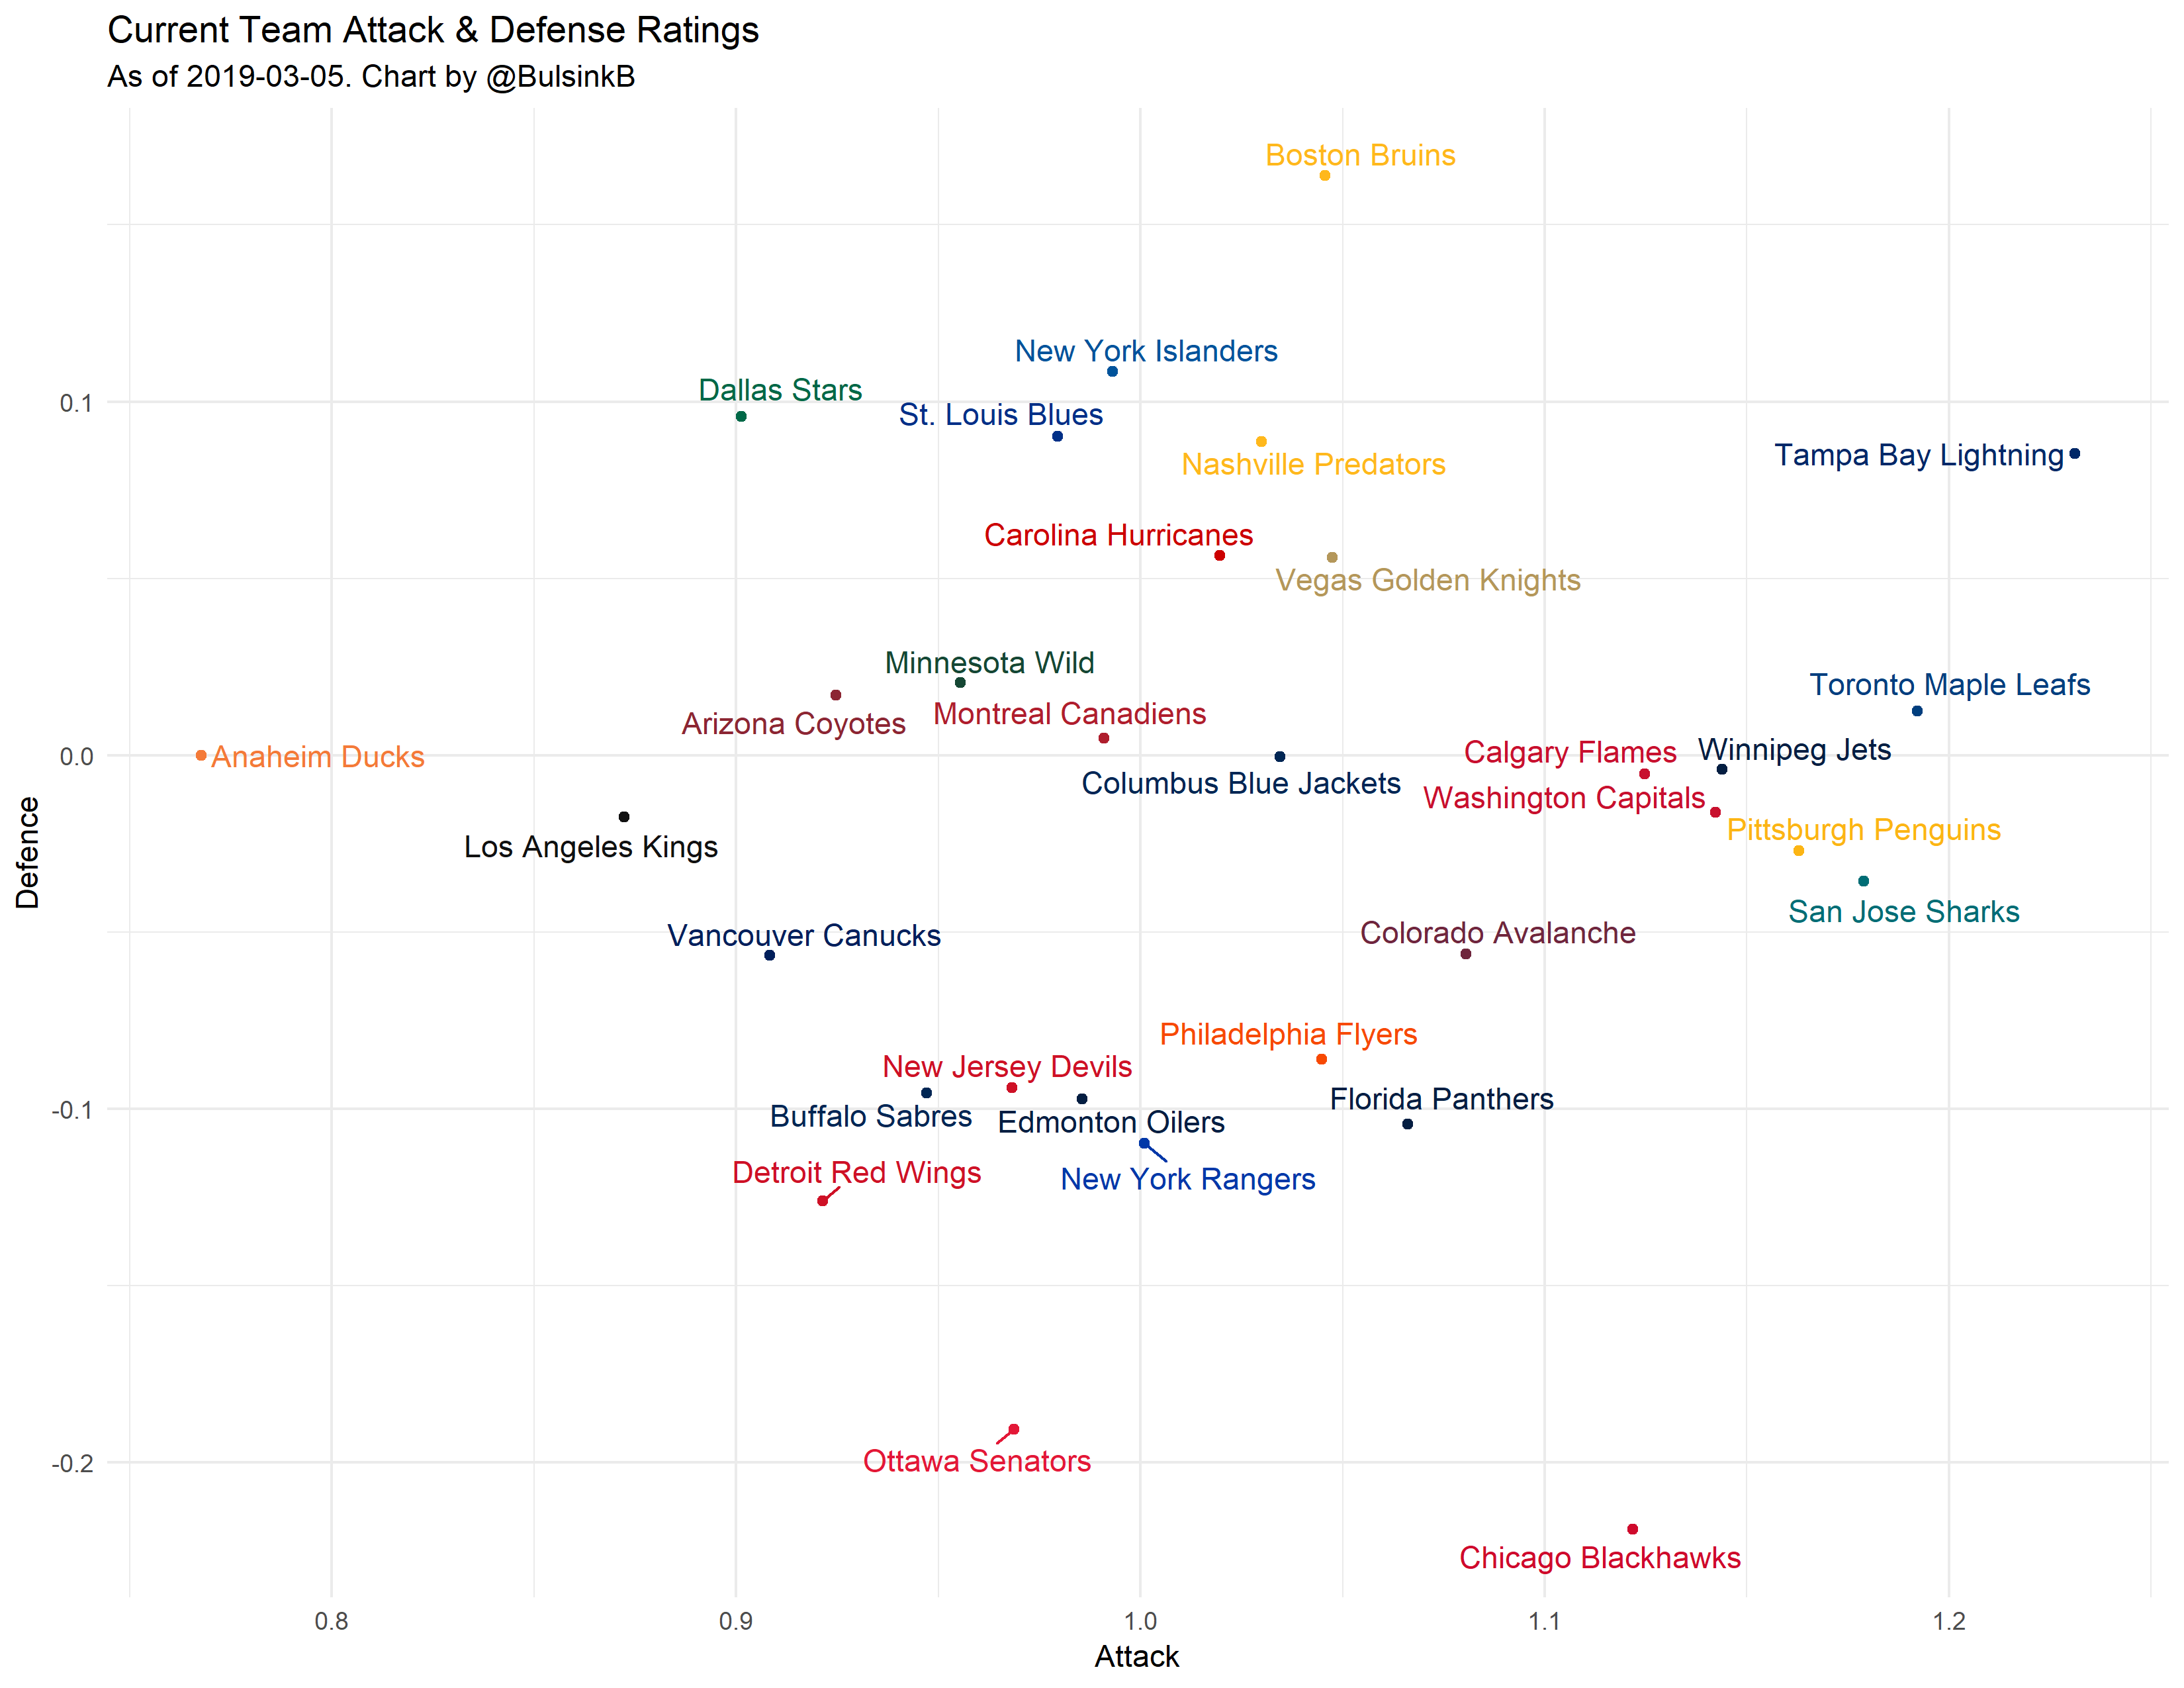 Current Team Attack & Defense Ratings
As of 2019-03-05. Chart by @BulsinkB
Boston Bruins
New York Islanders
Dallas Stars
0.1
St. Louis Blues
Tampa Bay Lightning
Nashville Predators
Carolina Hurricanes
Vegas Golden Knights
Minnesota Wild
Toronto Maple Leafs
Montreal Canadiens
Arizona Coyotes
Winnipeg Jets
Calgary Flames
0.0
Anaheim Ducks
Columbus Blue Jackets
Washington Capitals
Pittsburgh Penguins
Los Angeles Kings
Defence
San Jose Sharks
Colorado Avalanche
Vancouver Canucks
Philadelphia Flyers
New Jersey Devils
Florida Panthers
-0.1
Buffalo Sabres
Edmonton Oilers
Detroit Red Wings
New York Rangers
Ottawa Senators
-0.2
Chicago Blackhawks
0.8
0.9
1.0
1.1
1.2
Attack